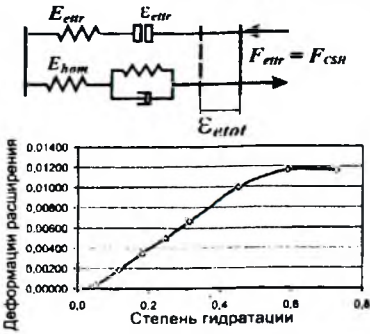 E_ettr ε_ettr
F_ettr = F_CSH
E_hom
ε_etot
0,01400
0,01200
0,01000
0,00800
0,00600
0,00400
0,00200
0,00000
0,0 0,2 0,4 0,6 0,8
Деформации расширения
Степень гидратации